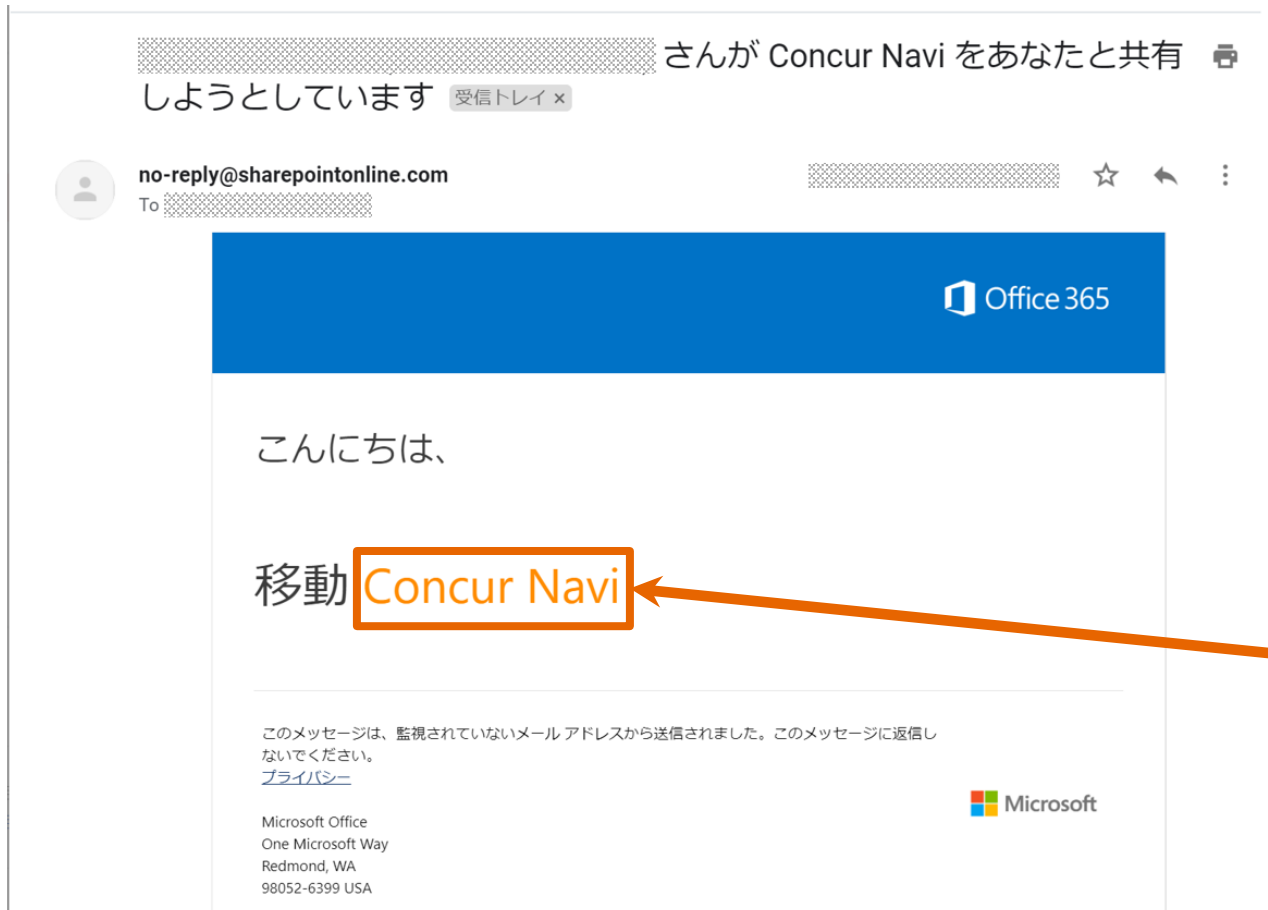 さんが Concur Navi をあなたと共有
しようとしています 受信トレイ ×
no-reply@sharepointonline.com
To
Office 365
こんにちは、
移動 Concur Navi
このメッセージは、監視されていないメール アドレスから送信されました。このメッセージに返信し
ないでください。
プライバシー
Microsoft
Microsoft Office
One Microsoft Way
Redmond, WA
98052-6399 USA